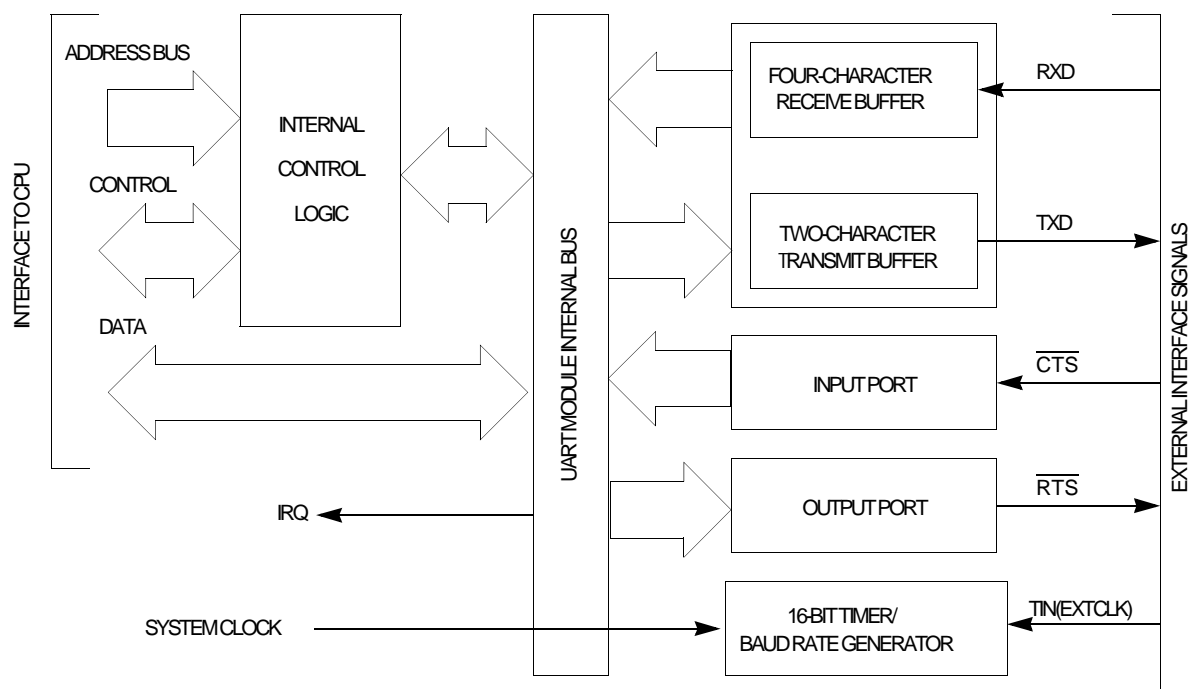 ADDRESS BUS
INTERNAL
CONTROL
LOGIC
CONTROL
DATA
INTERFACE TO CPU
IRQ
SYSTEM CLOCK
UART MODULE INTERNAL BUS
FOUR-CHARACTER
RECEIVE BUFFER
RXD
TWO-CHARACTER
TRANSMIT BUFFER
TXD
INPUT PORT
CTS
OUTPUT PORT
RTS
16-BIT TIMER/
BAUD RATE GENERATOR
TIN(EXTCLK)
EXTERNAL INTERFACE SIGNALS